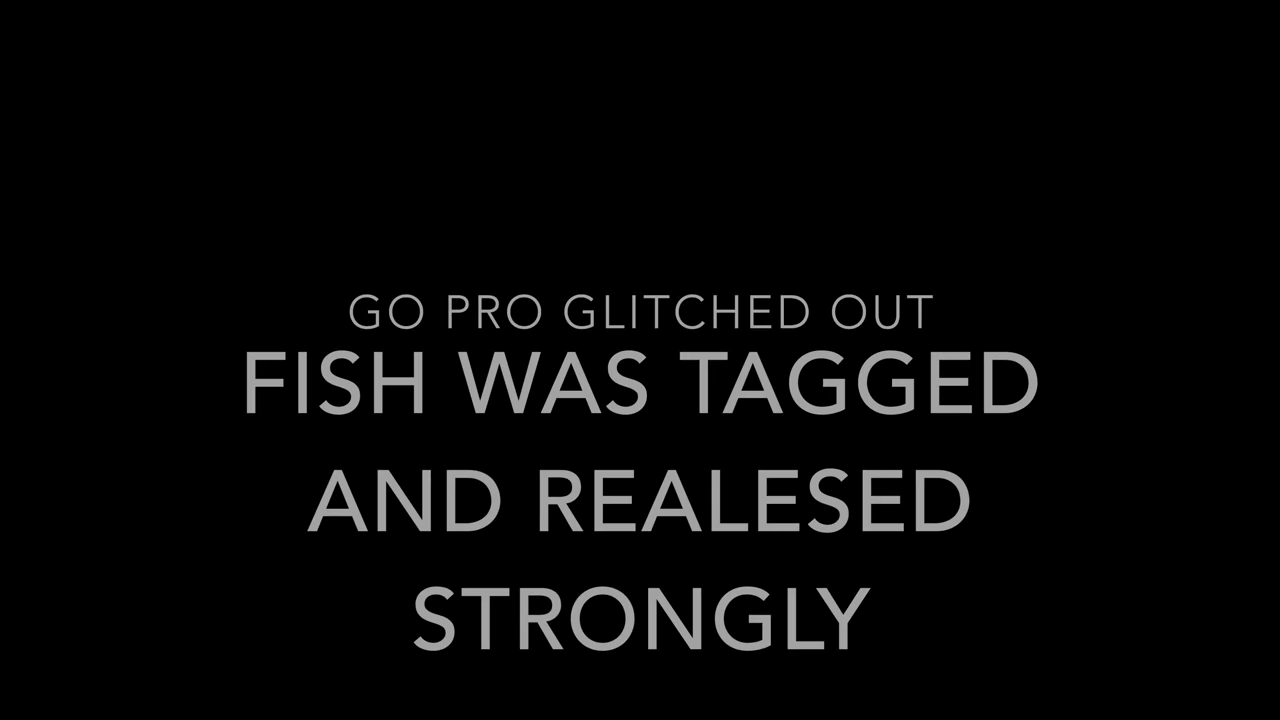 GO PRO GLITCHED OUT
FISH WAS TAGGED
AND REALESED
STRONGLY